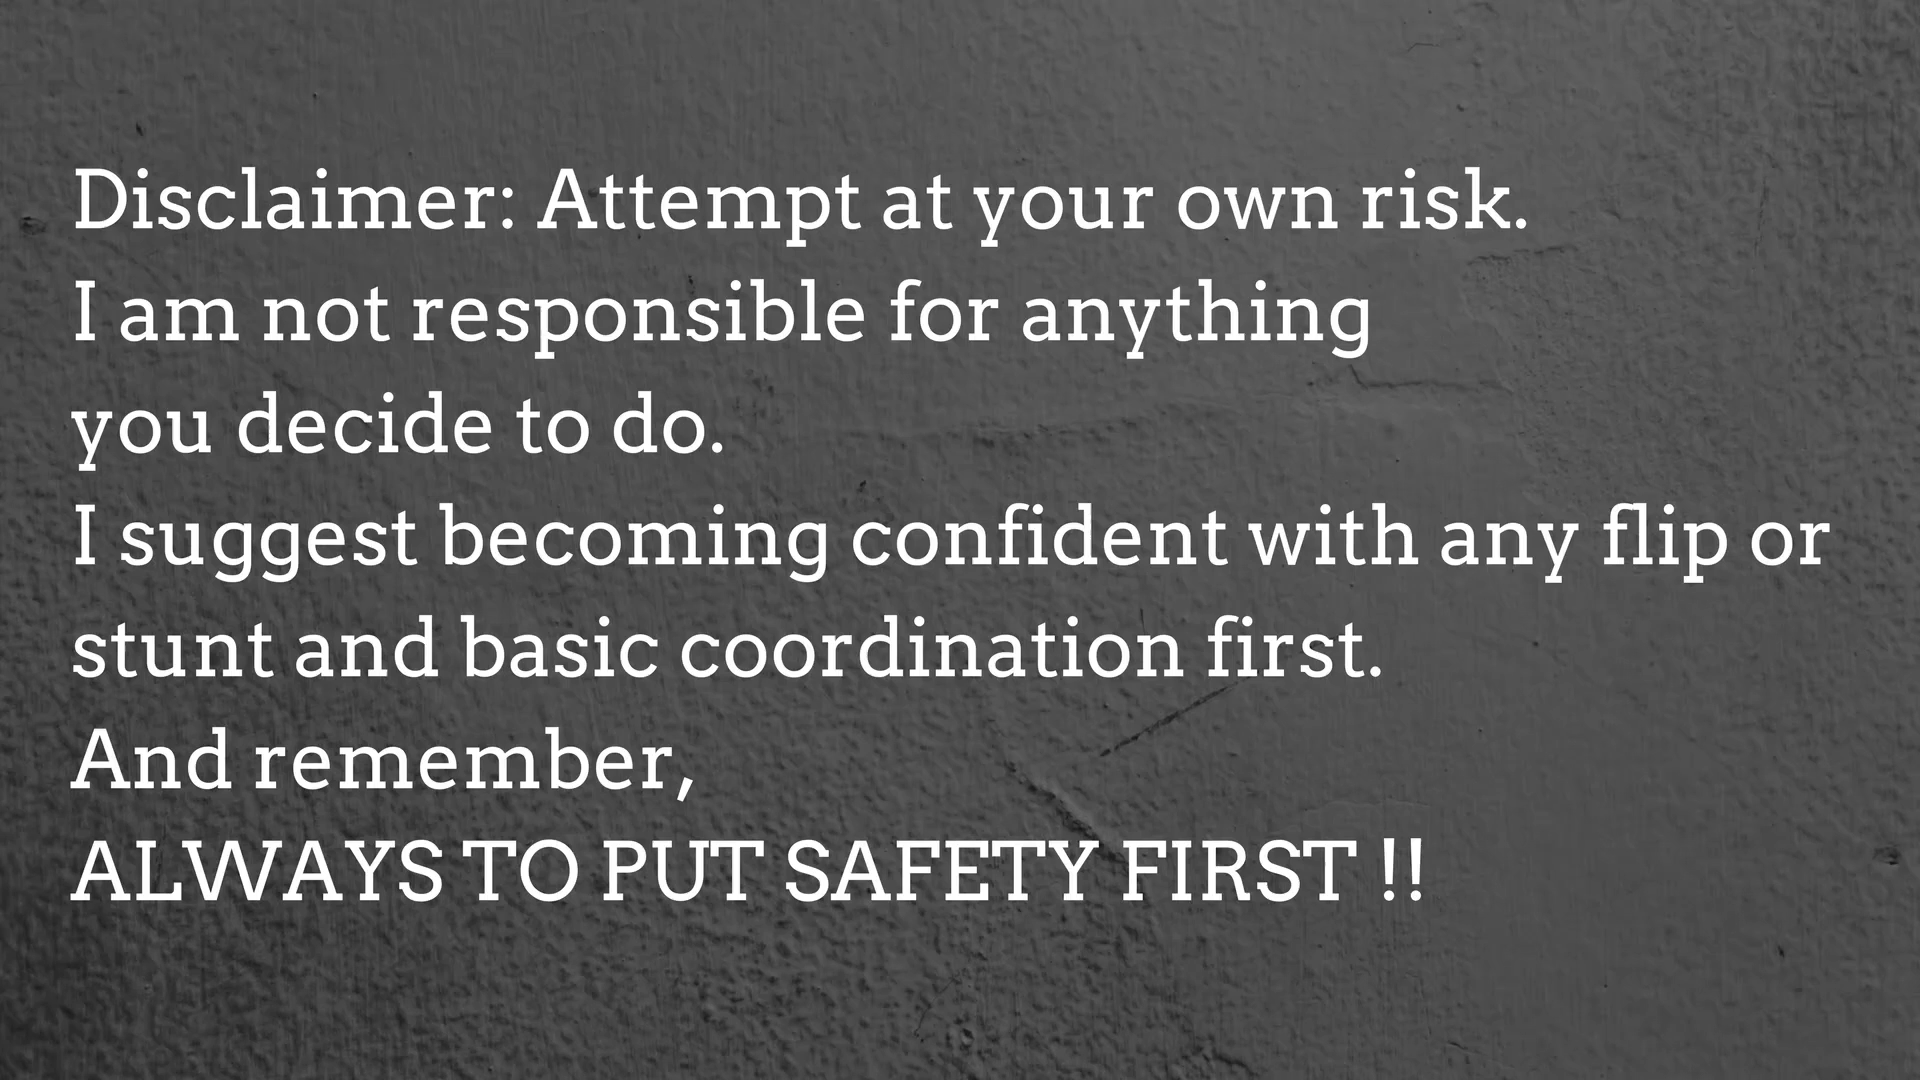 Disclaimer: Attempt at your own risk.
I am not responsible for anything
you decide to do.
I suggest becoming confident with any flip or
stunt and basic coordination first.
And remember,
ALWAYS TO PUT SAFETY FIRST !!